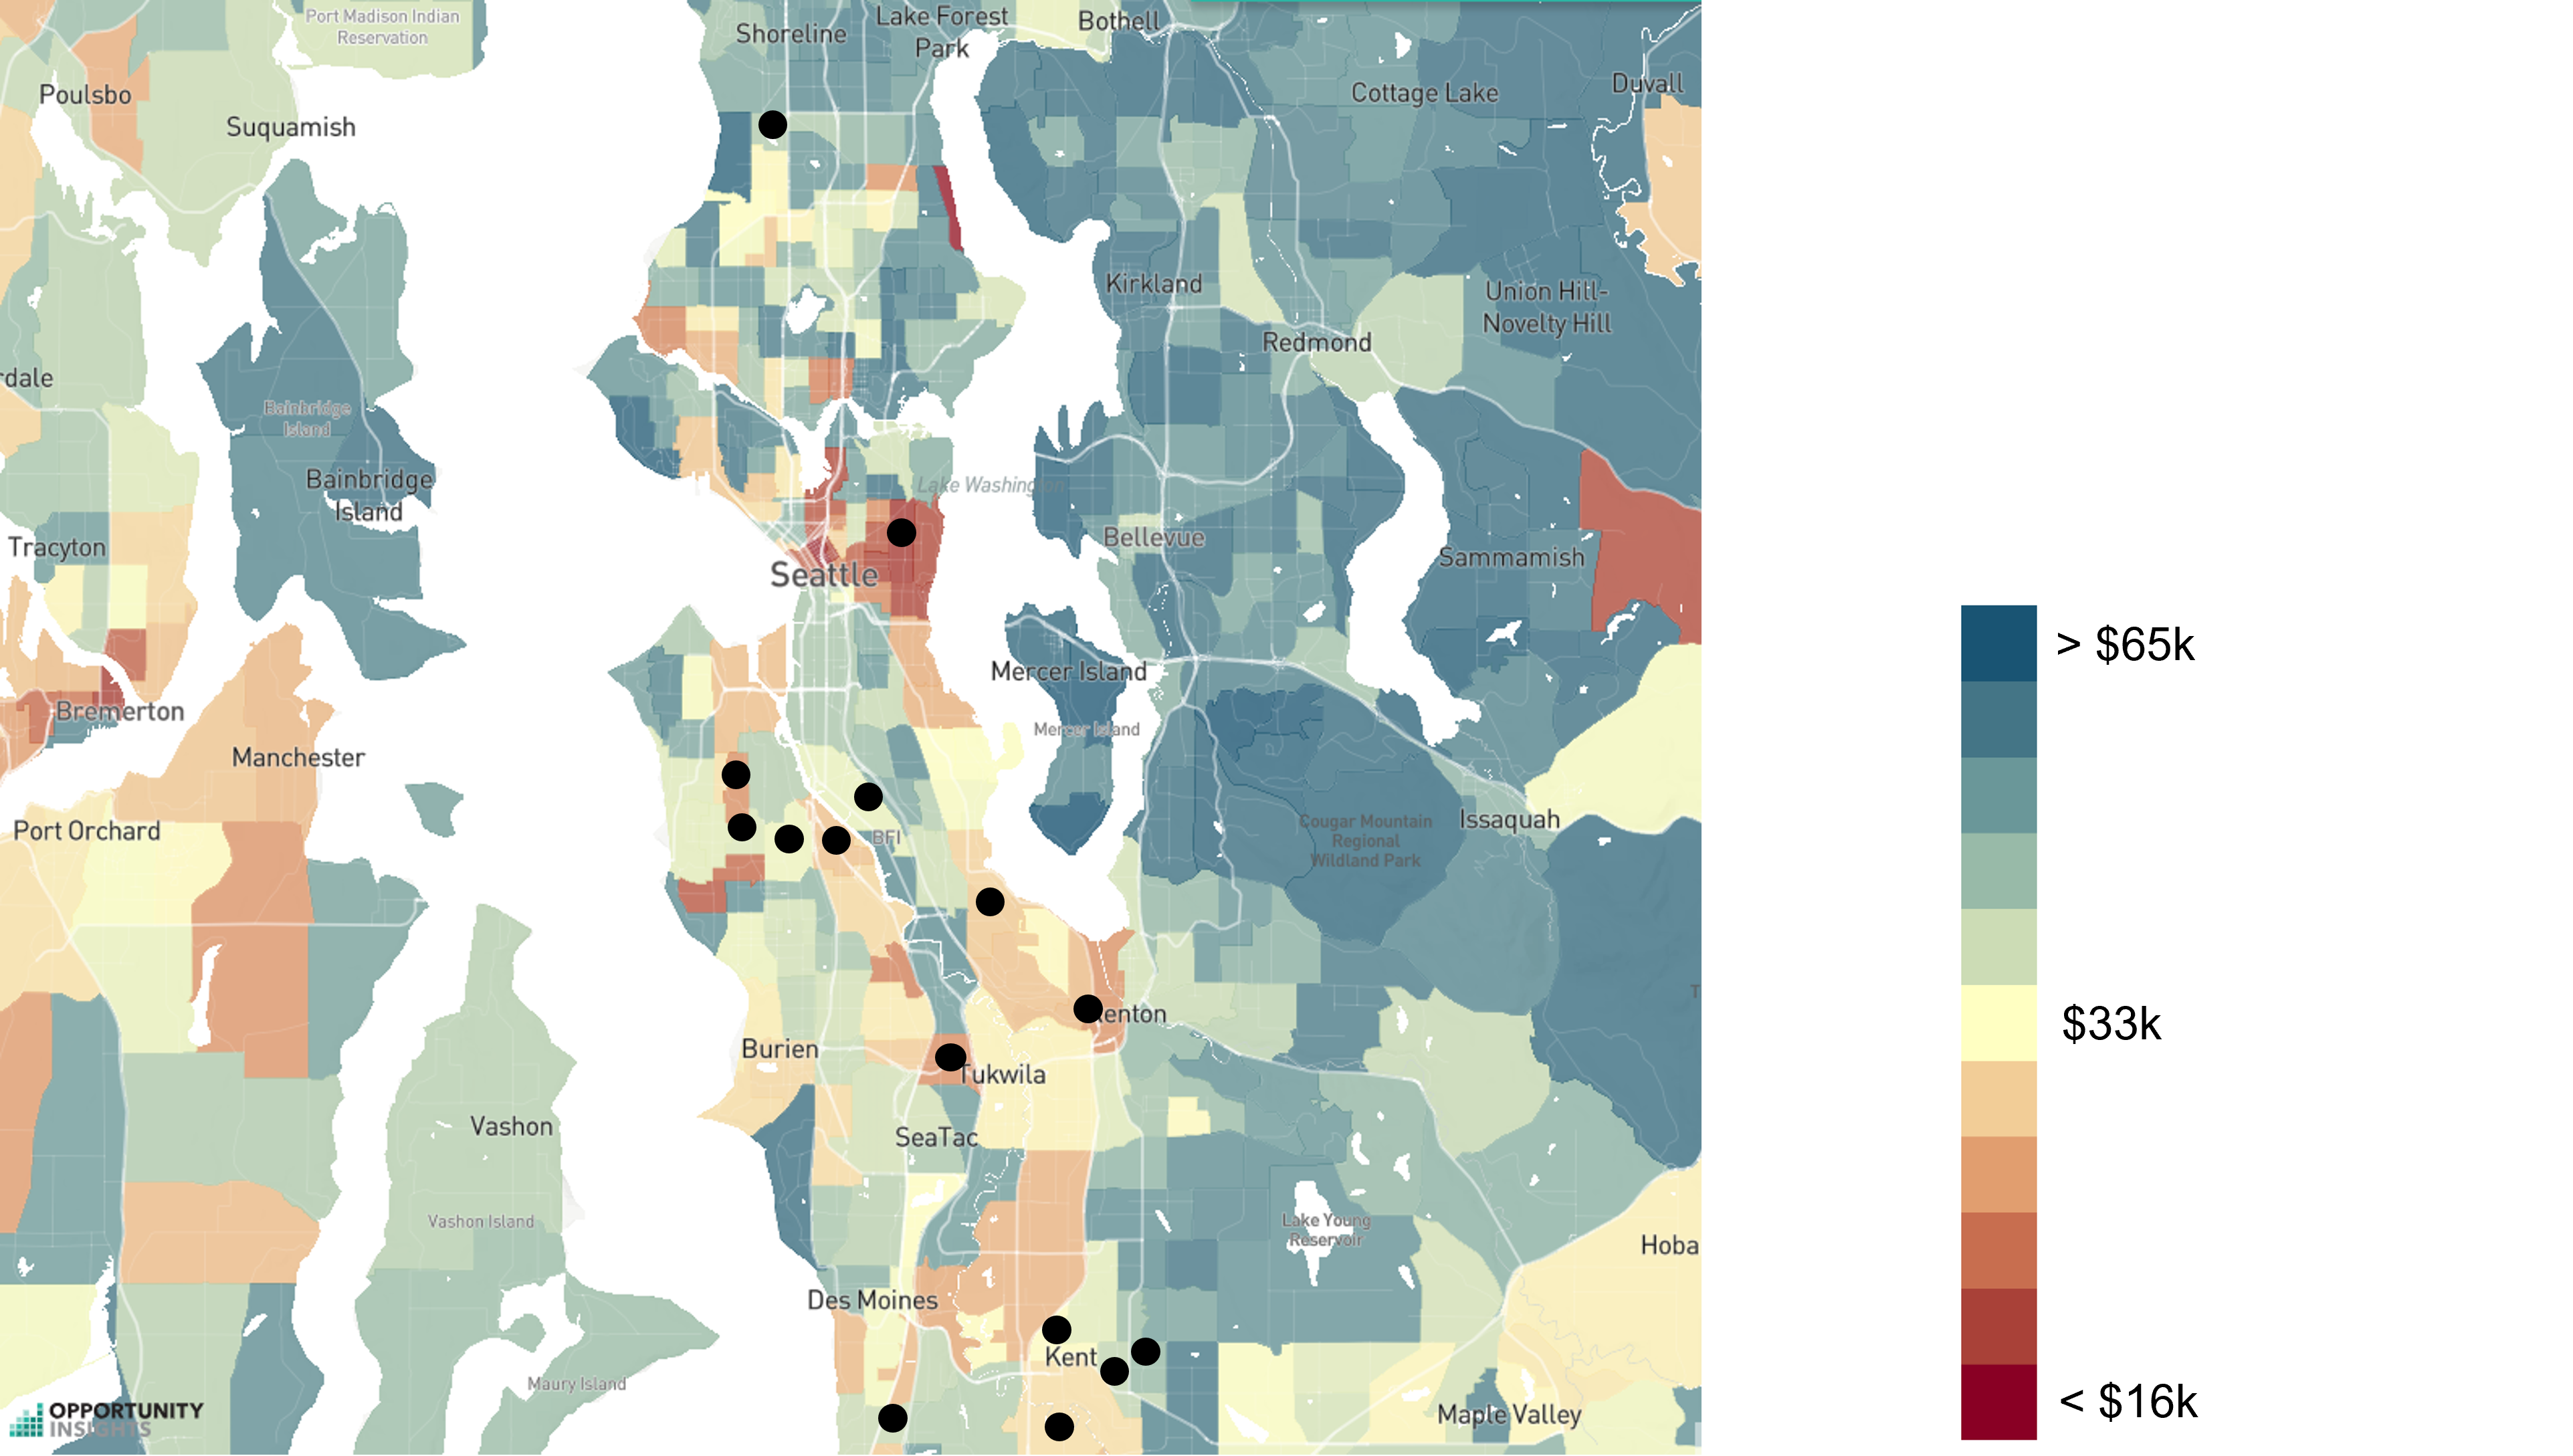 Port Madison Indian
Reservation
Shoreline
Lake Forest
Park
Bothell
Poulsbo
Suquamish
Cottage Lake
Duvall
Kirkland
Union Hill-
Novelty Hill
Redmond
rdale
Bainbridge
Island
Bainbridge
Island
Lake Washington
Tracyton
Seattle
Bellevue
Sammamish
> $65k
Mercer Island
Mercer Island
Bremerton
Manchester
Port Orchard
BFI
Cougar Mountain
Regional
Wildland Park
Issaquah
T
enton
$33k
Burien
Tukwila
Vashon
SeaTac
Vashon Island
Lake Young
Reservoir
Hoba
Des Moines
Kent
Maury Island
Maple Valley
< $16k
OPPORTUNITY
INSIGHTS